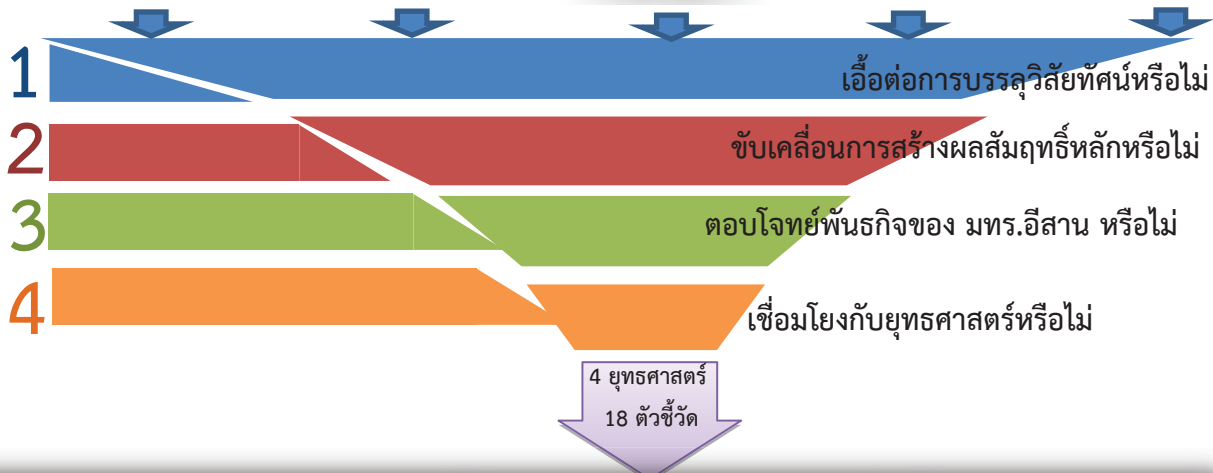 1
เอื้อต่อการบรรลุวิสัยทัศน์หรือไม่
2
ขับเคลื่อนการสร้างผลสัมฤทธิ์หลักหรือไม่
3
ตอบโจทย์พันธกิจของ มทร.อีสาน หรือไม่
4
เชื่อมโยงกับยุทธศาสตร์หรือไม่
4 ยุทธศาสตร์
18 ตัวชี้วัด